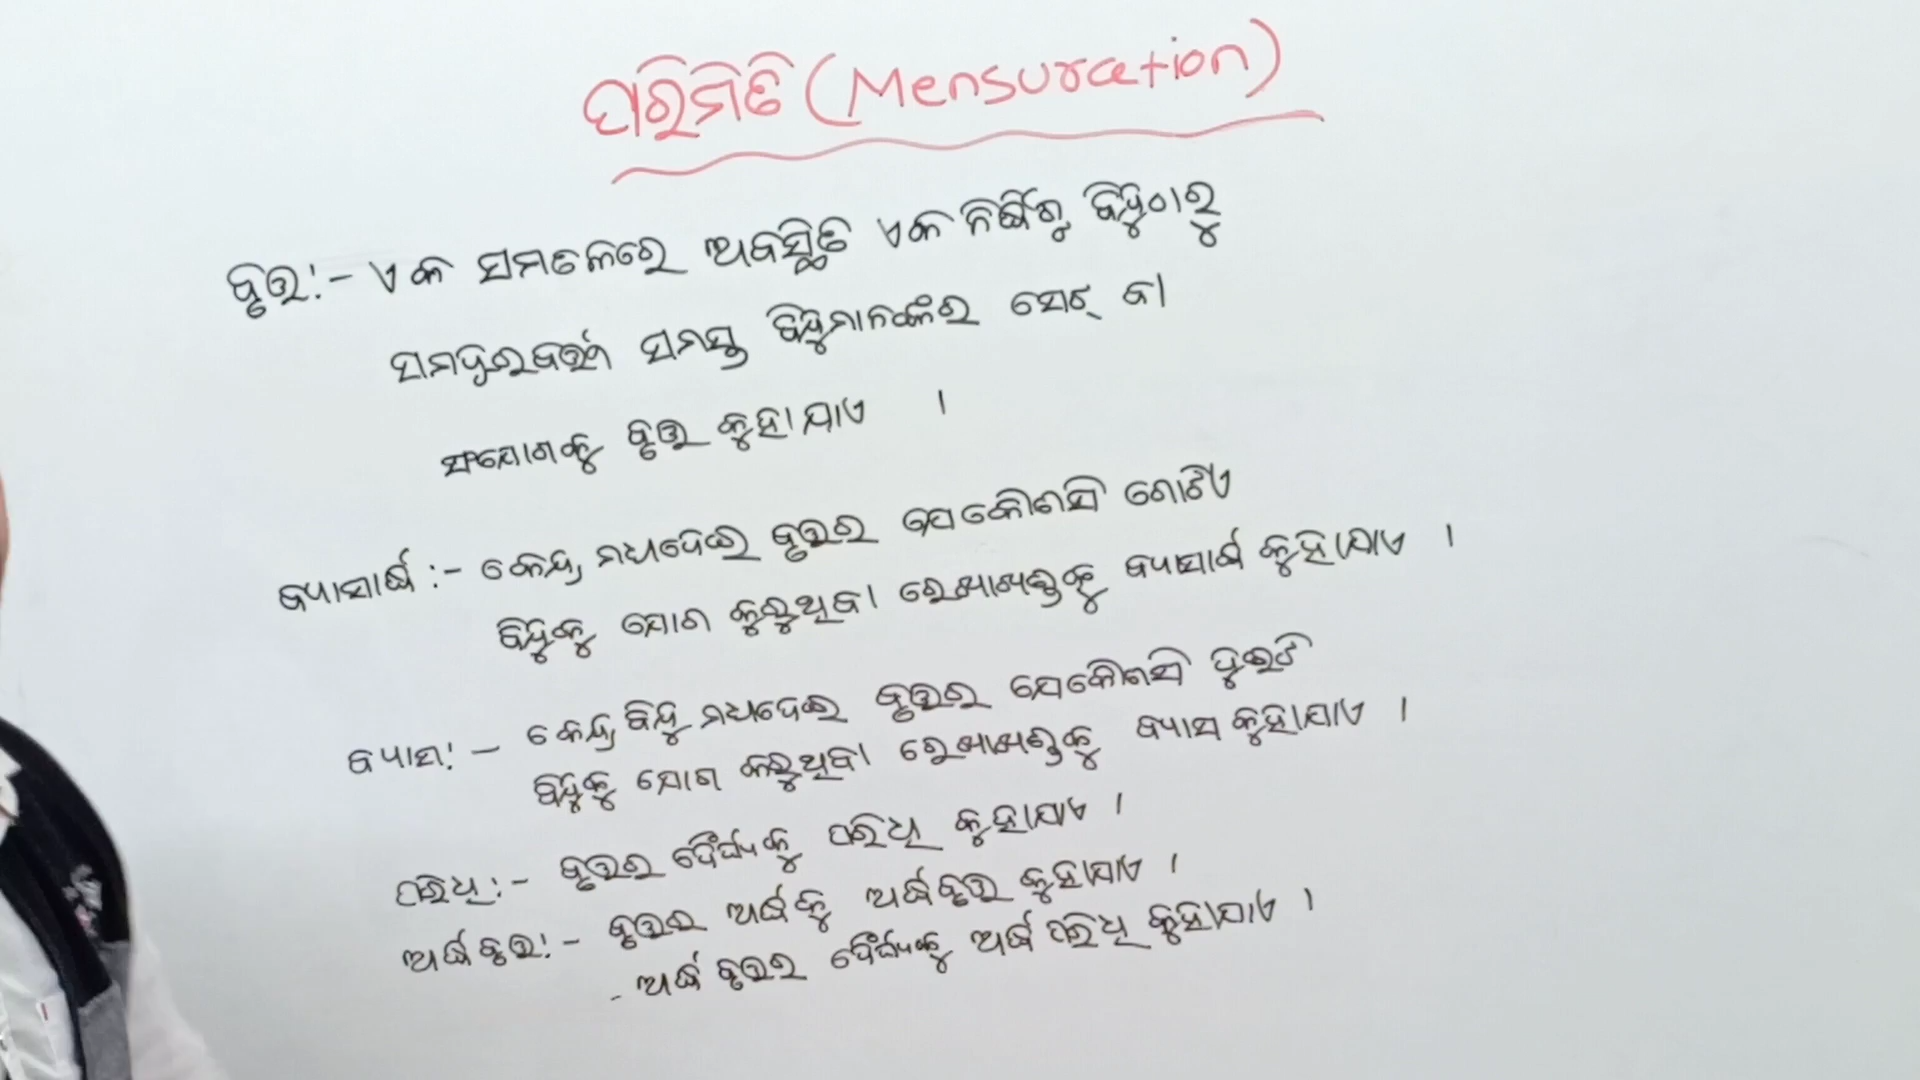 ପରିମିତି (Mensuration)
ବୃତ୍ତ:- ଏକ ସମତଳରେ ଅବସ୍ଥିତ ଏକ ନିର୍ଦ୍ଦିଷ୍ଟ ବିନ୍ଦୁଠାରୁ
ସମଦୂରବର୍ତ୍ତୀ ସମସ୍ତ ବିନ୍ଦୁମାନଙ୍କର ସେଟ୍ ବା
ସଂଯୋଗକୁ ବୃତ୍ତ କୁହାଯାଏ ।
ବ୍ୟାସାର୍ଦ୍ଧ :- କେନ୍ଦ୍ର ମଧ୍ୟଦେଇ ବୃତ୍ତର ଯେକୌଣସି ଗୋଟିଏ
ବିନ୍ଦୁକୁ ଯୋଗ କରୁଥିବା ରେଖାଖଣ୍ଡକୁ ବ୍ୟାସାର୍ଦ୍ଧ କୁହାଯାଏ ।
ବ୍ୟାସ:- କେନ୍ଦ୍ର ବିନ୍ଦୁ ମଧ୍ୟଦେଇ ବୃତ୍ତର ଯେକୌଣସି ଦୁଇଟି
ବିନ୍ଦୁକୁ ଯୋଗ କରୁଥିବା ରେଖାଖଣ୍ଡକୁ ବ୍ୟାସ କୁହାଯାଏ ।
ପରିଧି:- ବୃତ୍ତର ଦୈର୍ଘ୍ୟକୁ ପରିଧି କୁହାଯାଏ ।
ଅର୍ଦ୍ଧବୃତ୍ତ:- ବୃତ୍ତର ଅର୍ଦ୍ଧକୁ ଅର୍ଦ୍ଧବୃତ୍ତ କୁହାଯାଏ ।
- ଅର୍ଦ୍ଧ ବୃତ୍ତର ଦୈର୍ଘ୍ୟକୁ ଅର୍ଦ୍ଧ ପରିଧି କୁହାଯାଏ ।